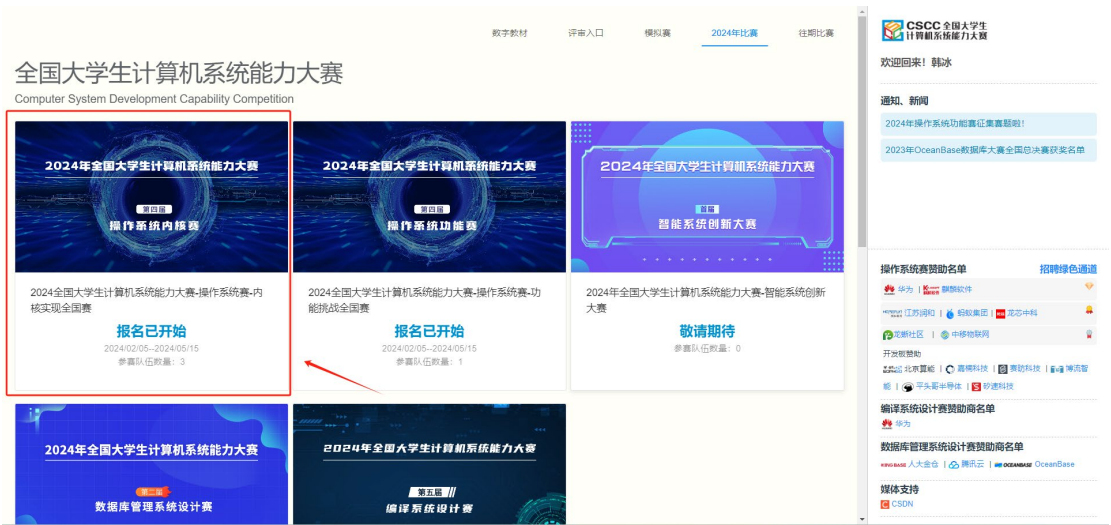 数字教材
评审入口
模拟赛
2024年比赛
往期比赛
全国大学生计算机系统能力大赛
Computer System Development Capability Competition
2024年全国大学生计算机系统能力大赛
第四届
操作系统内核赛
2024全国大学生计算机系统能力大赛-操作系统赛-内
核实现全国赛
报名已开始
2024/02/05--2024/05/15
参赛队伍数量：3
2024年全国大学生计算机系统能力大赛
第四届
操作系统功能赛
2024全国大学生计算机系统能力大赛-操作系统赛-功
能挑战全国赛
报名已开始
2024/02/05--2024/05/15
参赛队伍数量：1
2024年全国大学生计算机系统能力大赛
首届
智能系统创新大赛
2024年全国大学生计算机系统能力大赛-智能系统创新
大赛
敬请期待
参赛队伍数量：0
2024年全国大学生计算机系统能力大赛
第二届
数据库管理系统设计赛
2024年全国大学生计算机系统能力大赛
第五届
编译系统设计赛
CSCC 全国大学生
计算机系统能力大赛
欢迎回来！韩冰
通知、新闻
2024年操作系统功能赛征集赛题啦！
2023年OceanBase数据库大赛全国总决赛获奖名单
操作系统赛赞助名单 招聘绿色通道
华为 | 麒麟软件
江苏润和 | 蚂蚁集团 | 龙芯中科
龙蜥社区 | 中移物联网
开发板赞助
北京算能 | 嘉楠科技 | 赛昉科技 | 博流智
能 | 平头哥半导体 | 矽速科技
编译系统设计赛赞助商名单
华为
数据库管理系统设计赛赞助商名单
KINGBASE 人大金仓 | 腾讯云 | OCEANBASE OceanBase
媒体支持
CSDN